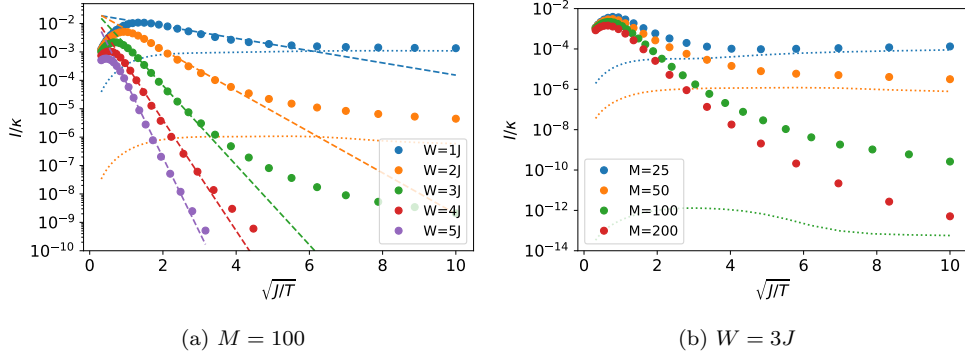 10⁻²
10⁻³
10⁻⁴
10⁻⁵
10⁻⁶
10⁻⁷
10⁻⁸
10⁻⁹
10⁻¹⁰
I/κ
W=1J
W=2J
W=3J
W=4J
W=5J
0 2 4 6 8 10
√J/T
(a) M = 100
10⁻²
10⁻⁴
10⁻⁶
10⁻⁸
10⁻¹⁰
10⁻¹²
10⁻¹⁴
I/κ
M=25
M=50
M=100
M=200
0 2 4 6 8 10
√J/T
(b) W = 3J